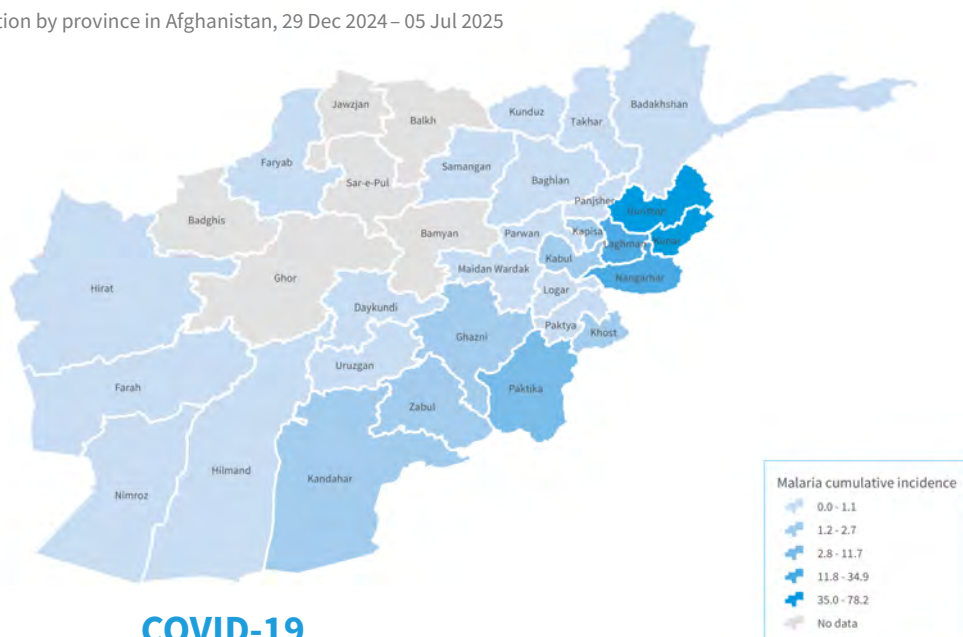 tion by province in Afghanistan, 29 Dec 2024 – 05 Jul 2025
Badakhshan
Jawzjan
Balkh
Kunduz
Takhar
Faryab
Samangan
Sar-e-Pul
Baghlan
Panjsher
Nuristan
Badghis
Bamyan
Parwan
Kapisa
Laghman
Kunar
Kabul
Maidan Wardak
Nangarhar
Ghor
Hirat
Logar
Daykundi
Paktya
Khost
Ghazni
Uruzgan
Farah
Paktika
Zabul
Hilmand
Kandahar
Nimroz
Malaria cumulative incidence
0.0 - 1.1
1.2 - 2.7
2.8 - 11.7
11.8 - 34.9
35.0 - 78.2
No data
COVID-19